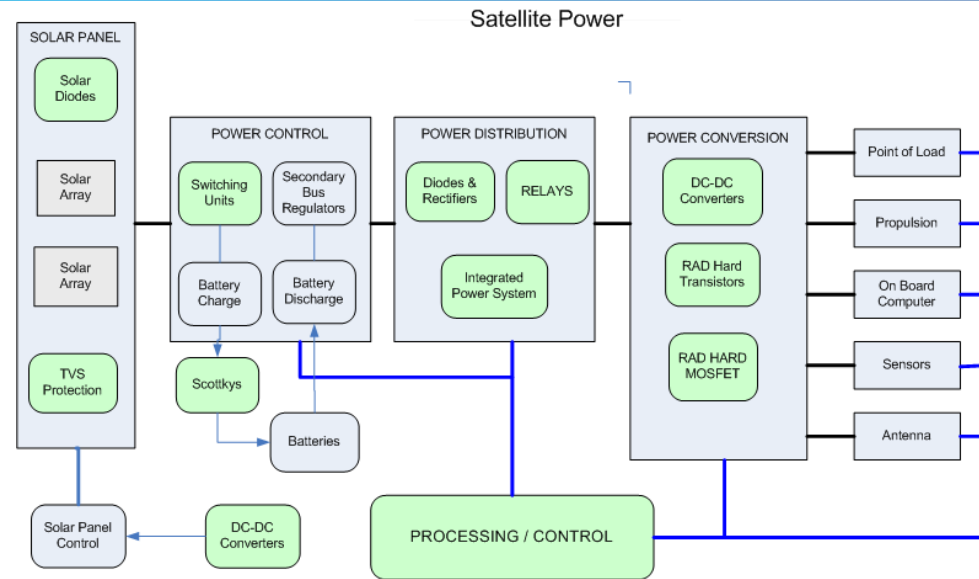 Satellite Power
SOLAR PANEL
Solar
Diodes
Solar
Array
Solar
Array
TVS
Protection
POWER CONTROL
Switching
Units
Secondary
Bus
Regulators
Battery
Charge
Battery
Discharge
Scottkys
Batteries
POWER DISTRIBUTION
Diodes &
Rectifiers
RELAYS
Integrated
Power System
POWER CONVERSION
DC-DC
Converters
RAD Hard
Transistors
RAD HARD
MOSFET
Point of Load
Propulsion
On Board
Computer
Sensors
Antenna
Solar Panel
Control
DC-DC
Converters
PROCESSING / CONTROL